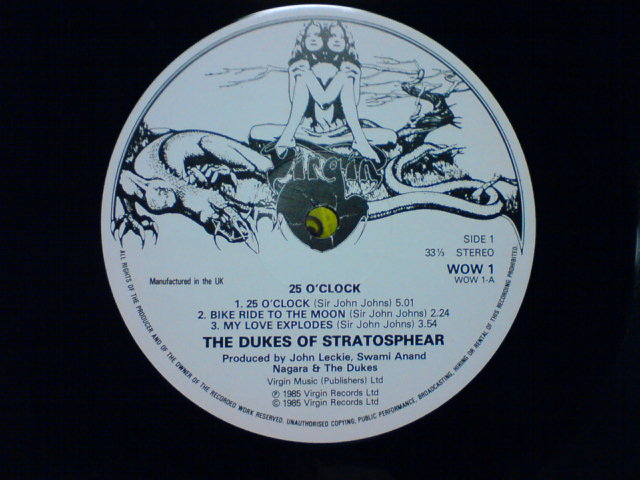 Virgin
SIDE 1
33⅓ STEREO
WOW 1
WOW 1-A
Manufactured in the UK
25 O'CLOCK
1. 25 O'CLOCK (Sir John Johns) 5.01
2. BIKE RIDE TO THE MOON (Sir John Johns) 2.24
3. MY LOVE EXPLODES (Sir John Johns) 3.54
THE DUKES OF STRATOSPHEAR
Produced by John Leckie, Swami Anand
Nagara & The Dukes
Virgin Music (Publishers) Ltd
℗ 1985 Virgin Records Ltd
© 1985 Virgin Records Ltd
ALL RIGHTS OF THE PRODUCER AND OF THE OWNER OF THE RECORDED WORK RESERVED. UNAUTHORISED COPYING, PUBLIC PERFORMANCE, BROADCASTING, HIRING OR RENTAL OF THIS RECORDING PROHIBITED.